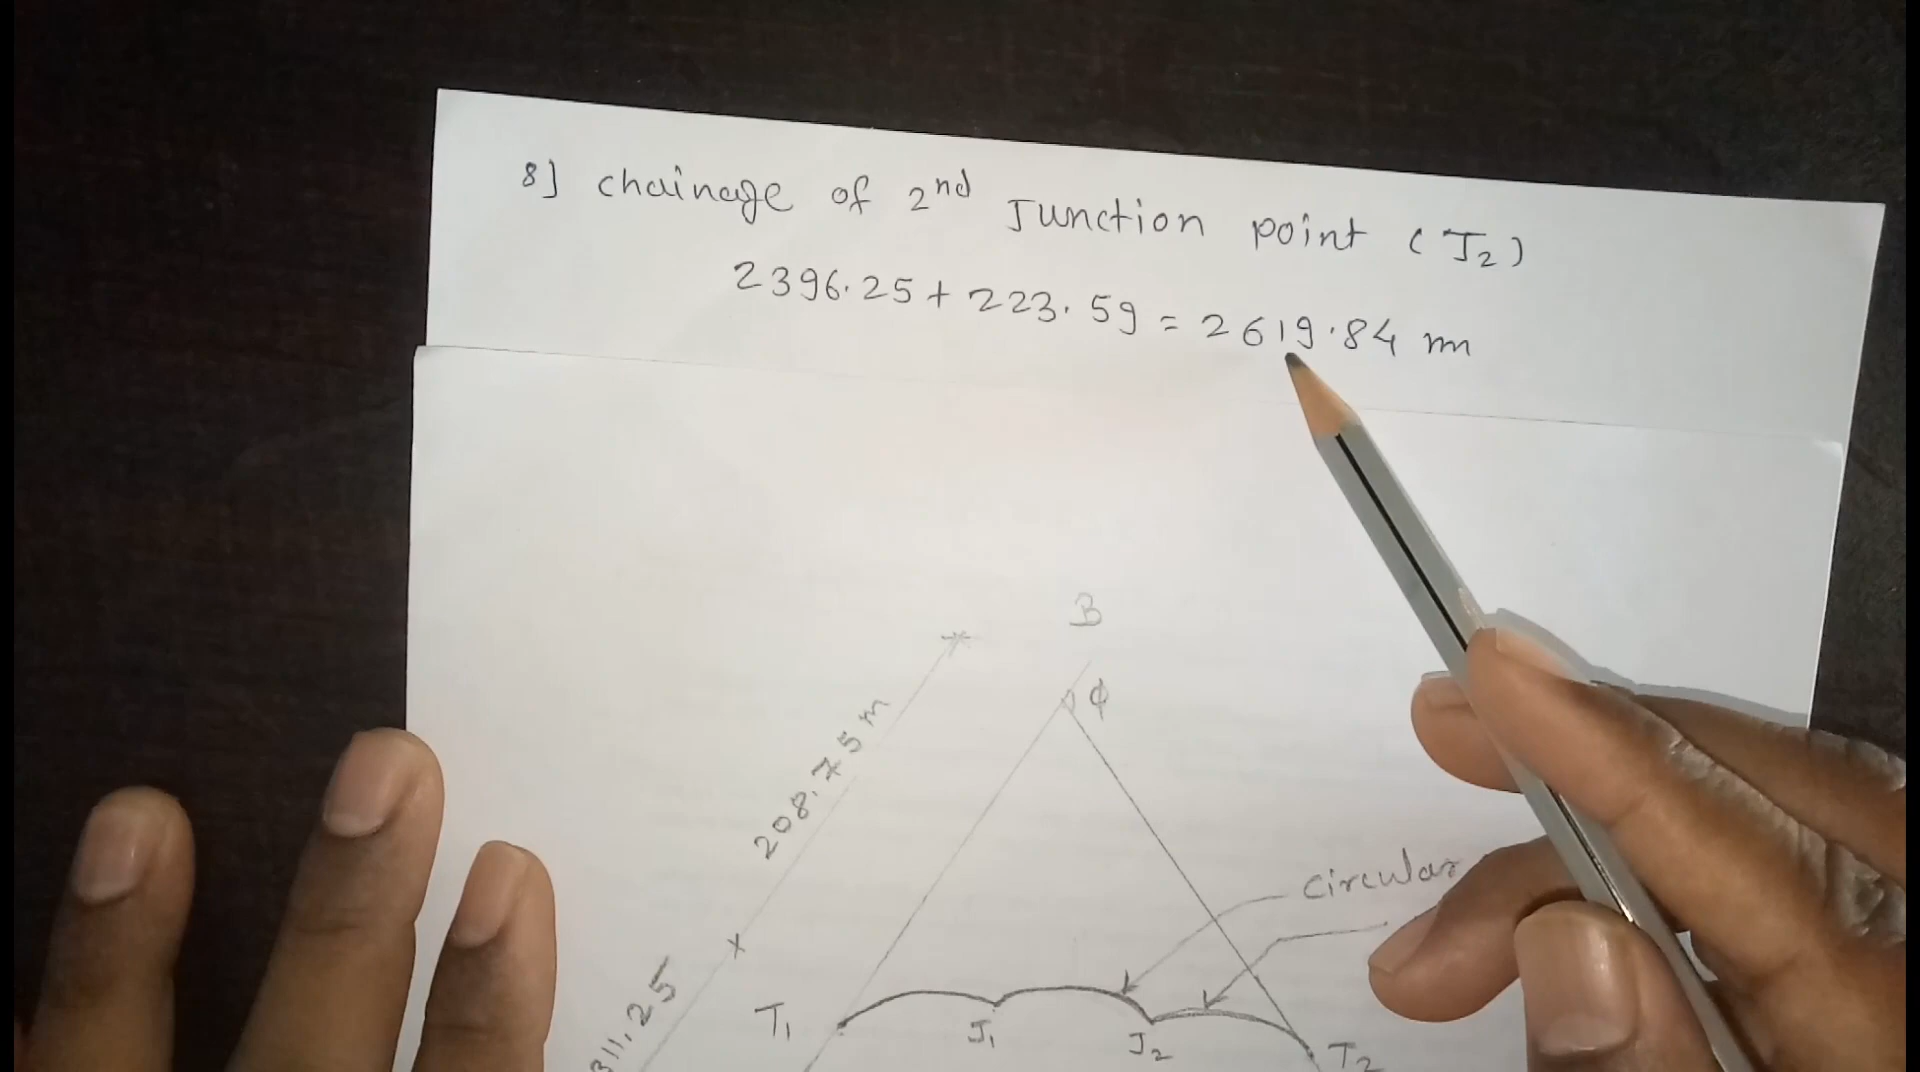 8] chainage of 2nd Junction point (J2)
2396.25 + 223.59 = 2619.84 m
B
ϕ
208.75 m
311.25
circular
T1
J1
J2
T2